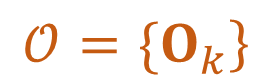 𝒪 = {𝐎ₖ}